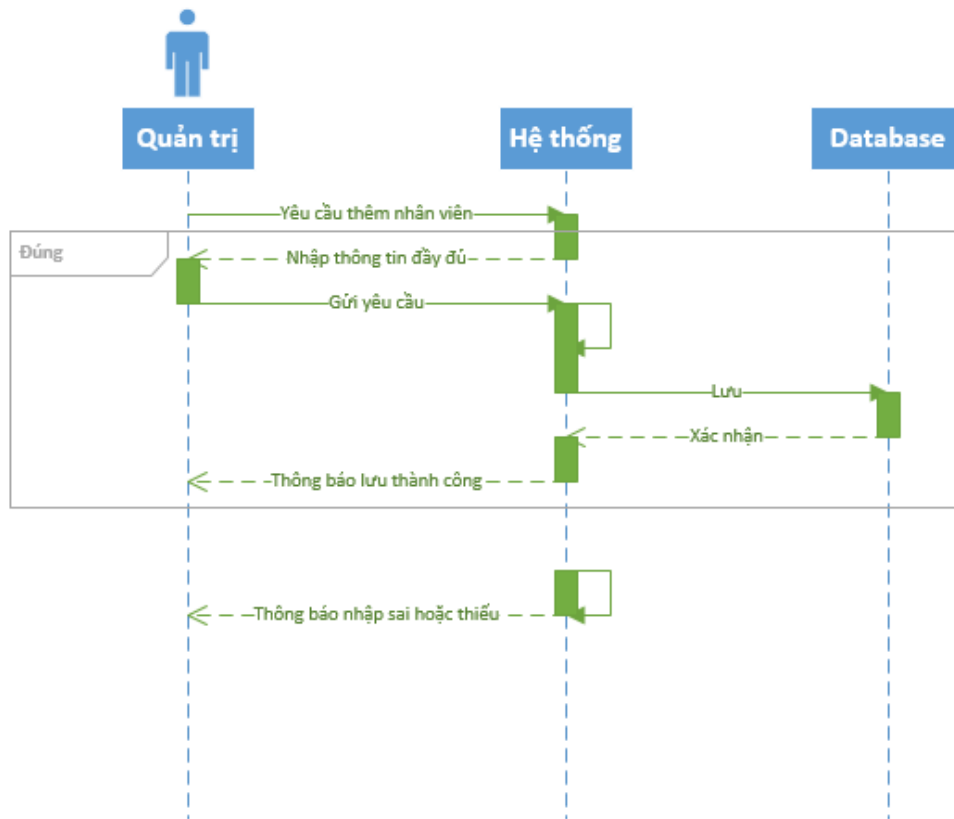 Quản trị
Hệ thống
Database
Yêu cầu thêm nhân viên
Đúng
Nhập thông tin đầy đủ
Gửi yêu cầu
Lưu
Xác nhận
Thông báo lưu thành công
Thông báo nhập sai hoặc thiếu